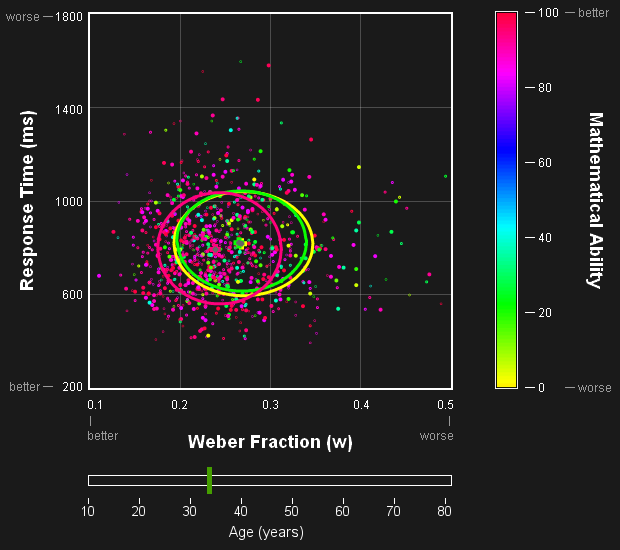 worse
1800
1400
1000
600
better
200
Response Time (ms)
0.1
0.2
0.3
0.4
0.5
better
worse
Weber Fraction (w)
10
20
30
40
50
60
70
80
Age (years)
100
better
80
60
40
20
0
worse
Mathematical Ability